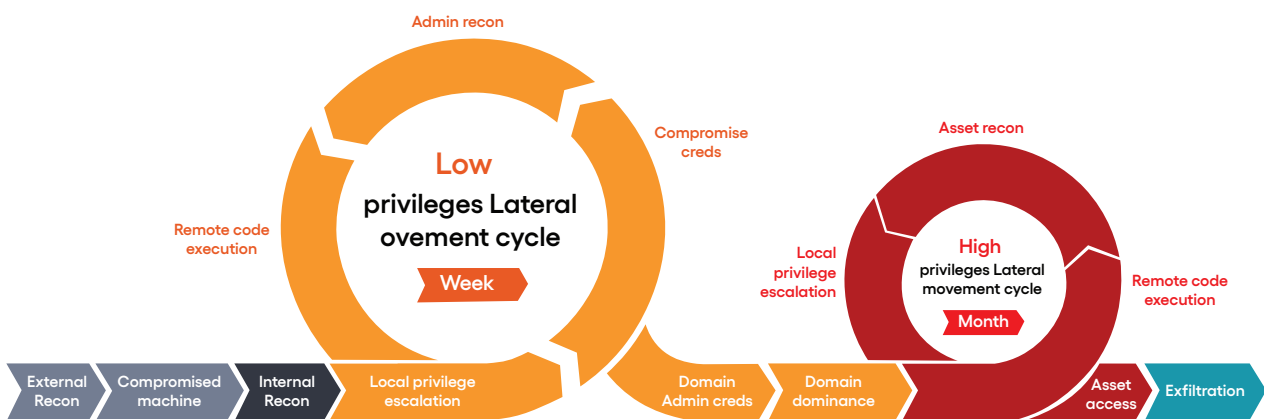 Admin recon
Compromise
creds
Low
privileges Lateral
ovement cycle
Week
Remote code
execution
Asset recon
Local
privilege
escalation
High
privileges Lateral
movement cycle
Month
Remote code
execution
External
Recon
Compromised
machine
Internal
Recon
Local privilege
escalation
Domain
Admin creds
Domain
dominance
Asset
access
Exfiltration